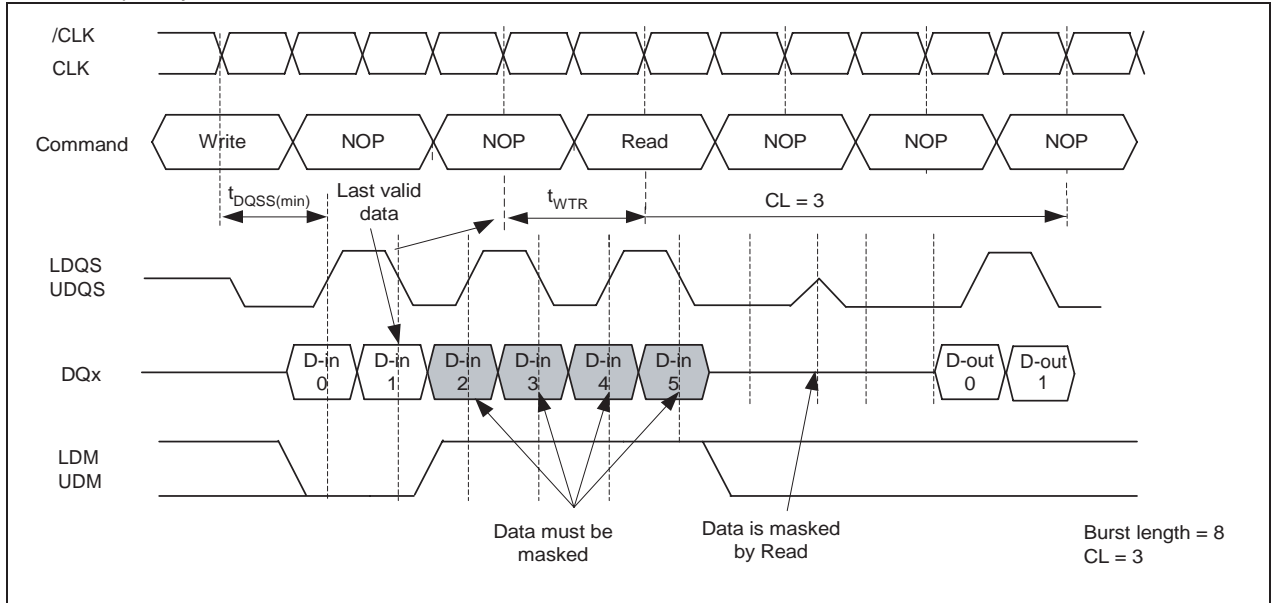 /CLK
CLK
Command
Write
NOP
NOP
Read
NOP
NOP
NOP
tDQSS(min)
Last valid
data
tWTR
CL = 3
LDQS
UDQS
DQx
D-in
0
D-in
1
D-in
2
D-in
3
D-in
4
D-in
5
D-out
0
D-out
1
LDM
UDM
Data must be
masked
Data is masked
by Read
Burst length = 8
CL = 3